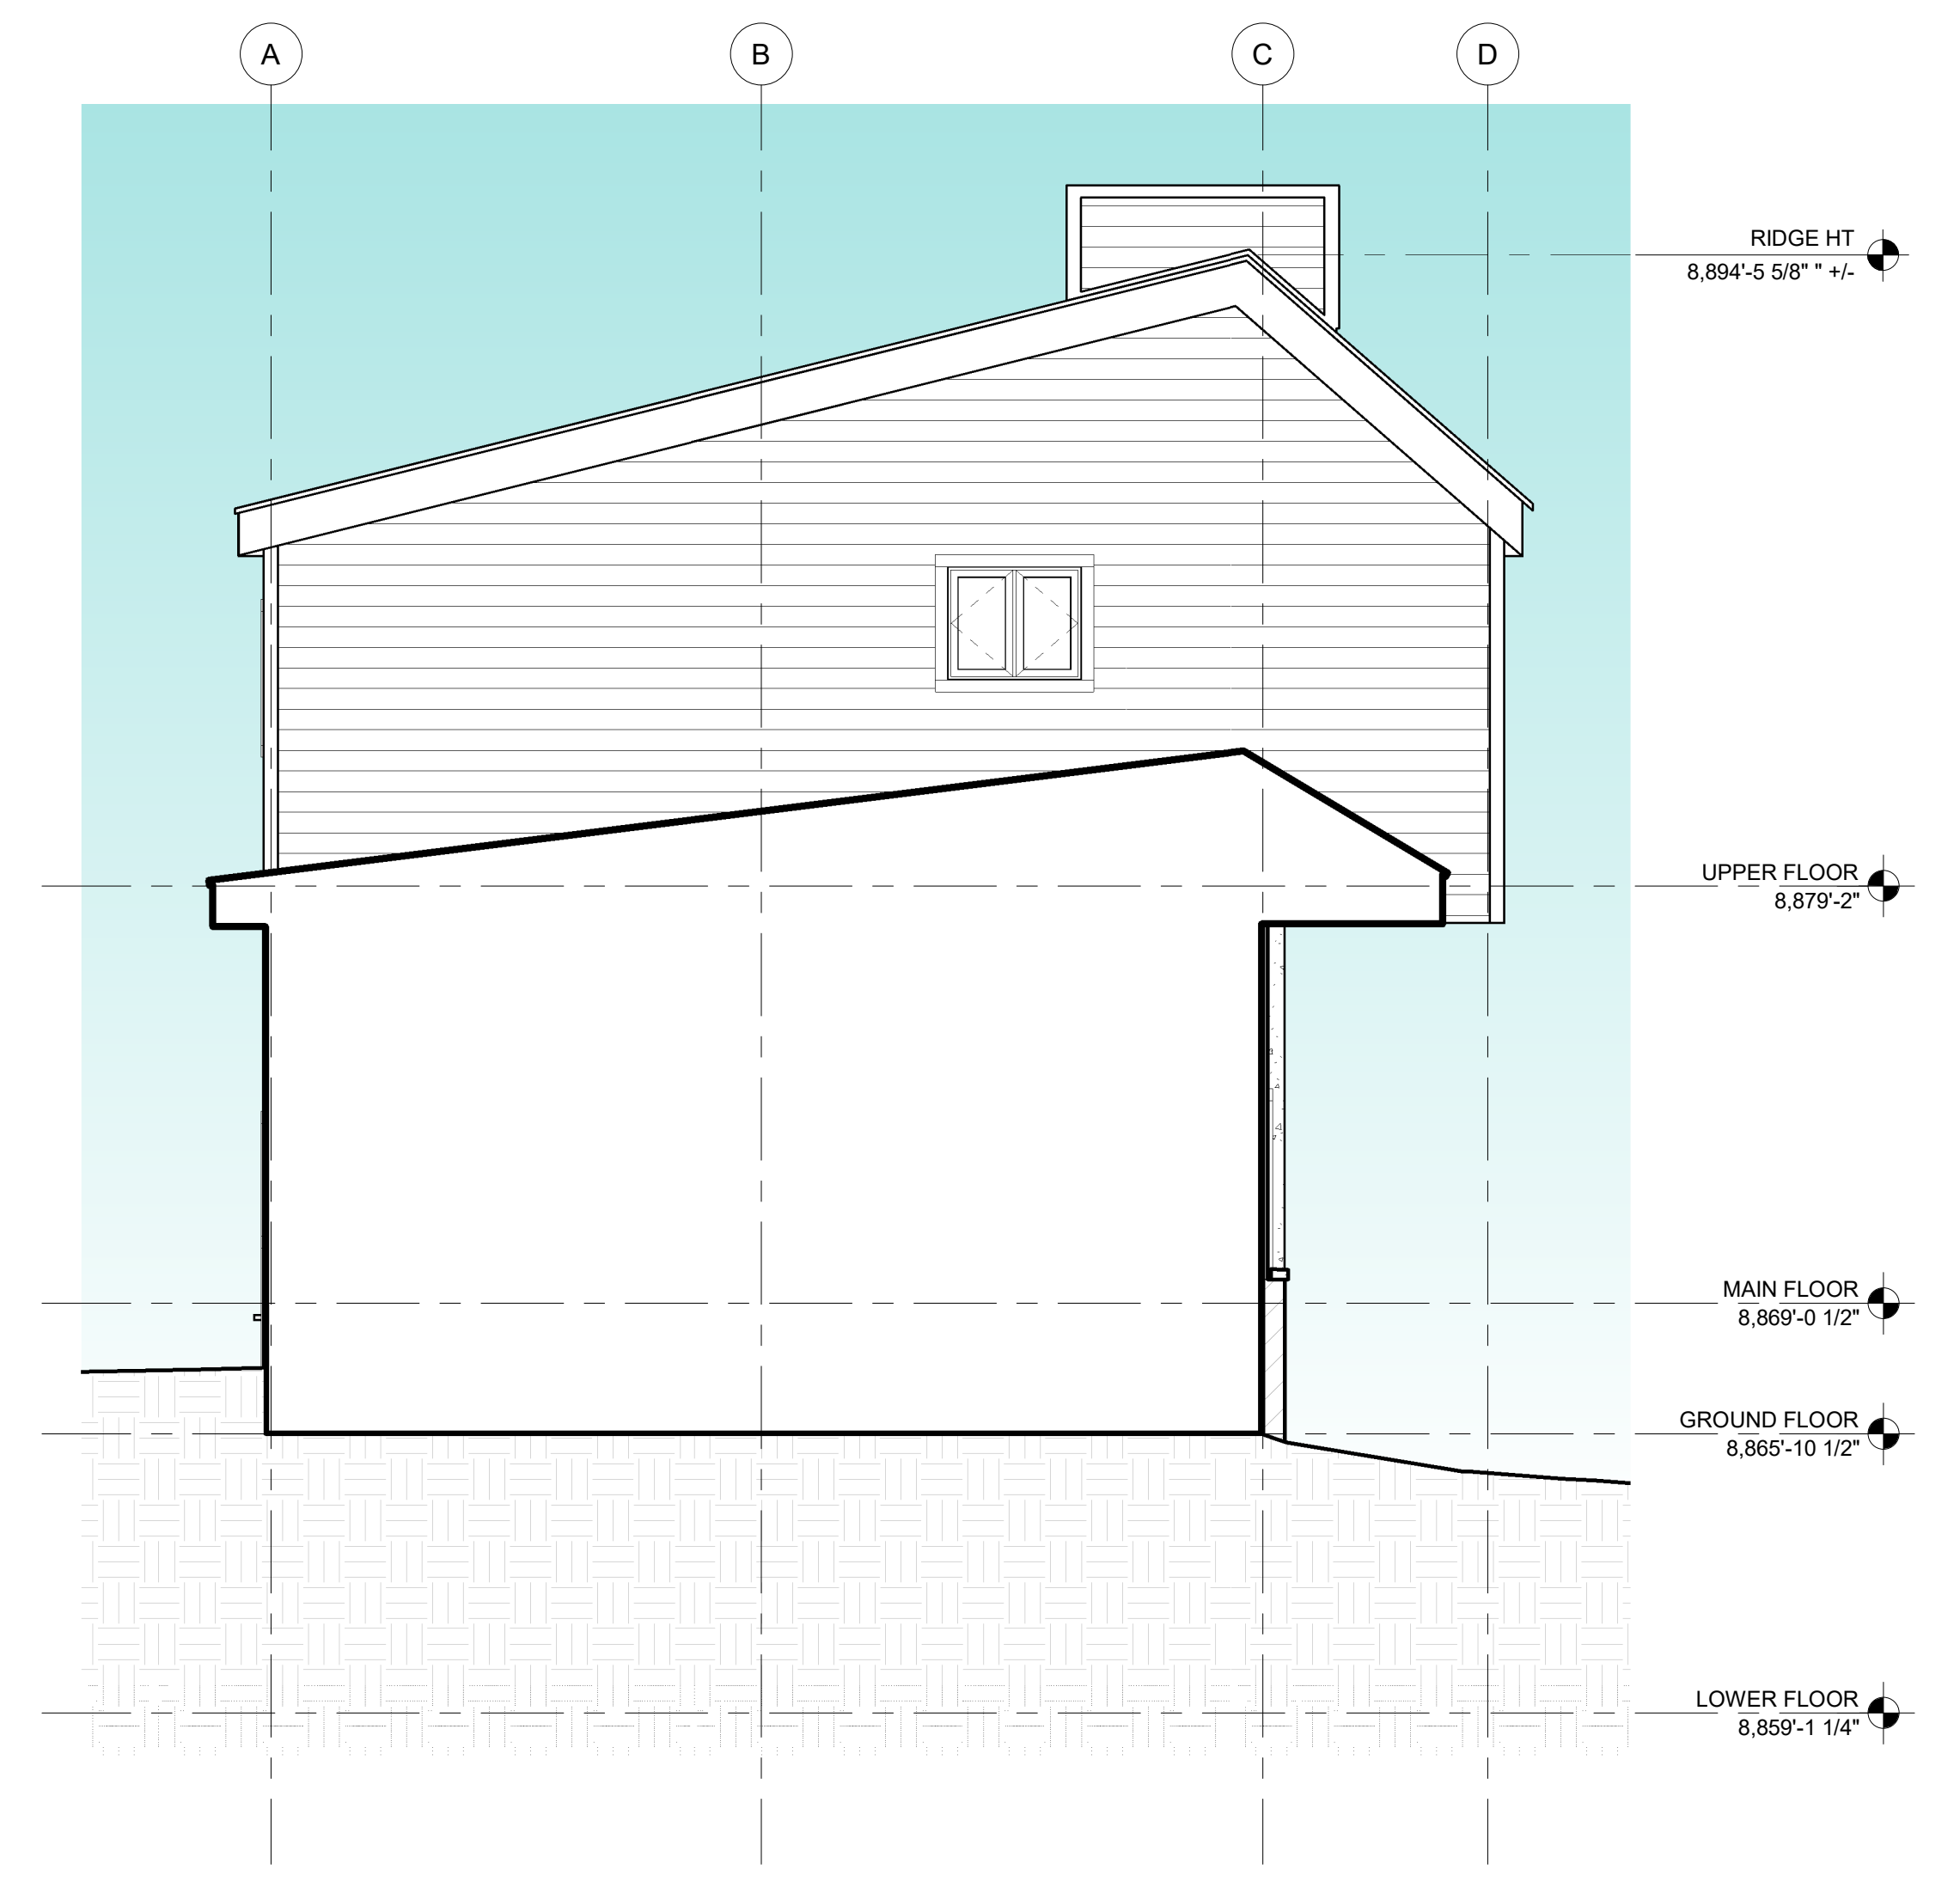 A B C D
RIDGE HT
8,894'-5 5/8" " +/-
UPPER FLOOR
8,879'-2"
MAIN FLOOR
8,869'-0 1/2"
GROUND FLOOR
8,865'-10 1/2"
LOWER FLOOR
8,859'-1 1/4"